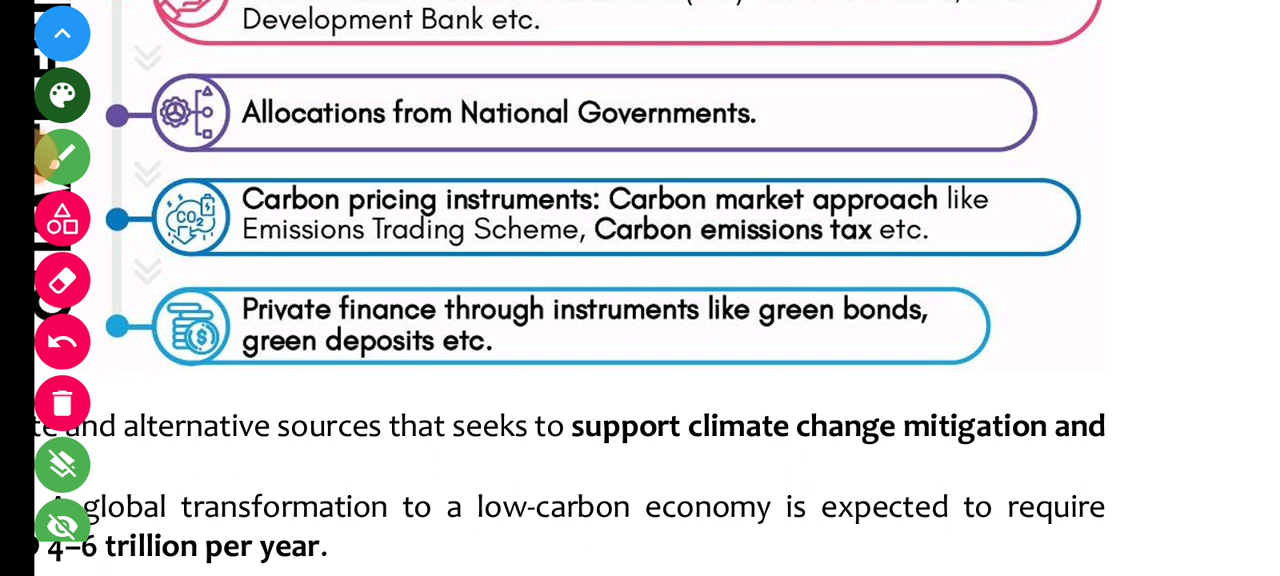 Development Bank etc.
Allocations from National Governments.
Carbon pricing instruments: Carbon market approach like
Emissions Trading Scheme, Carbon emissions tax etc.
CO2
Private finance through instruments like green bonds,
green deposits etc.
and alternative sources that seeks to support climate change mitigation and
global transformation to a low-carbon economy is expected to require
4–6 trillion per year.